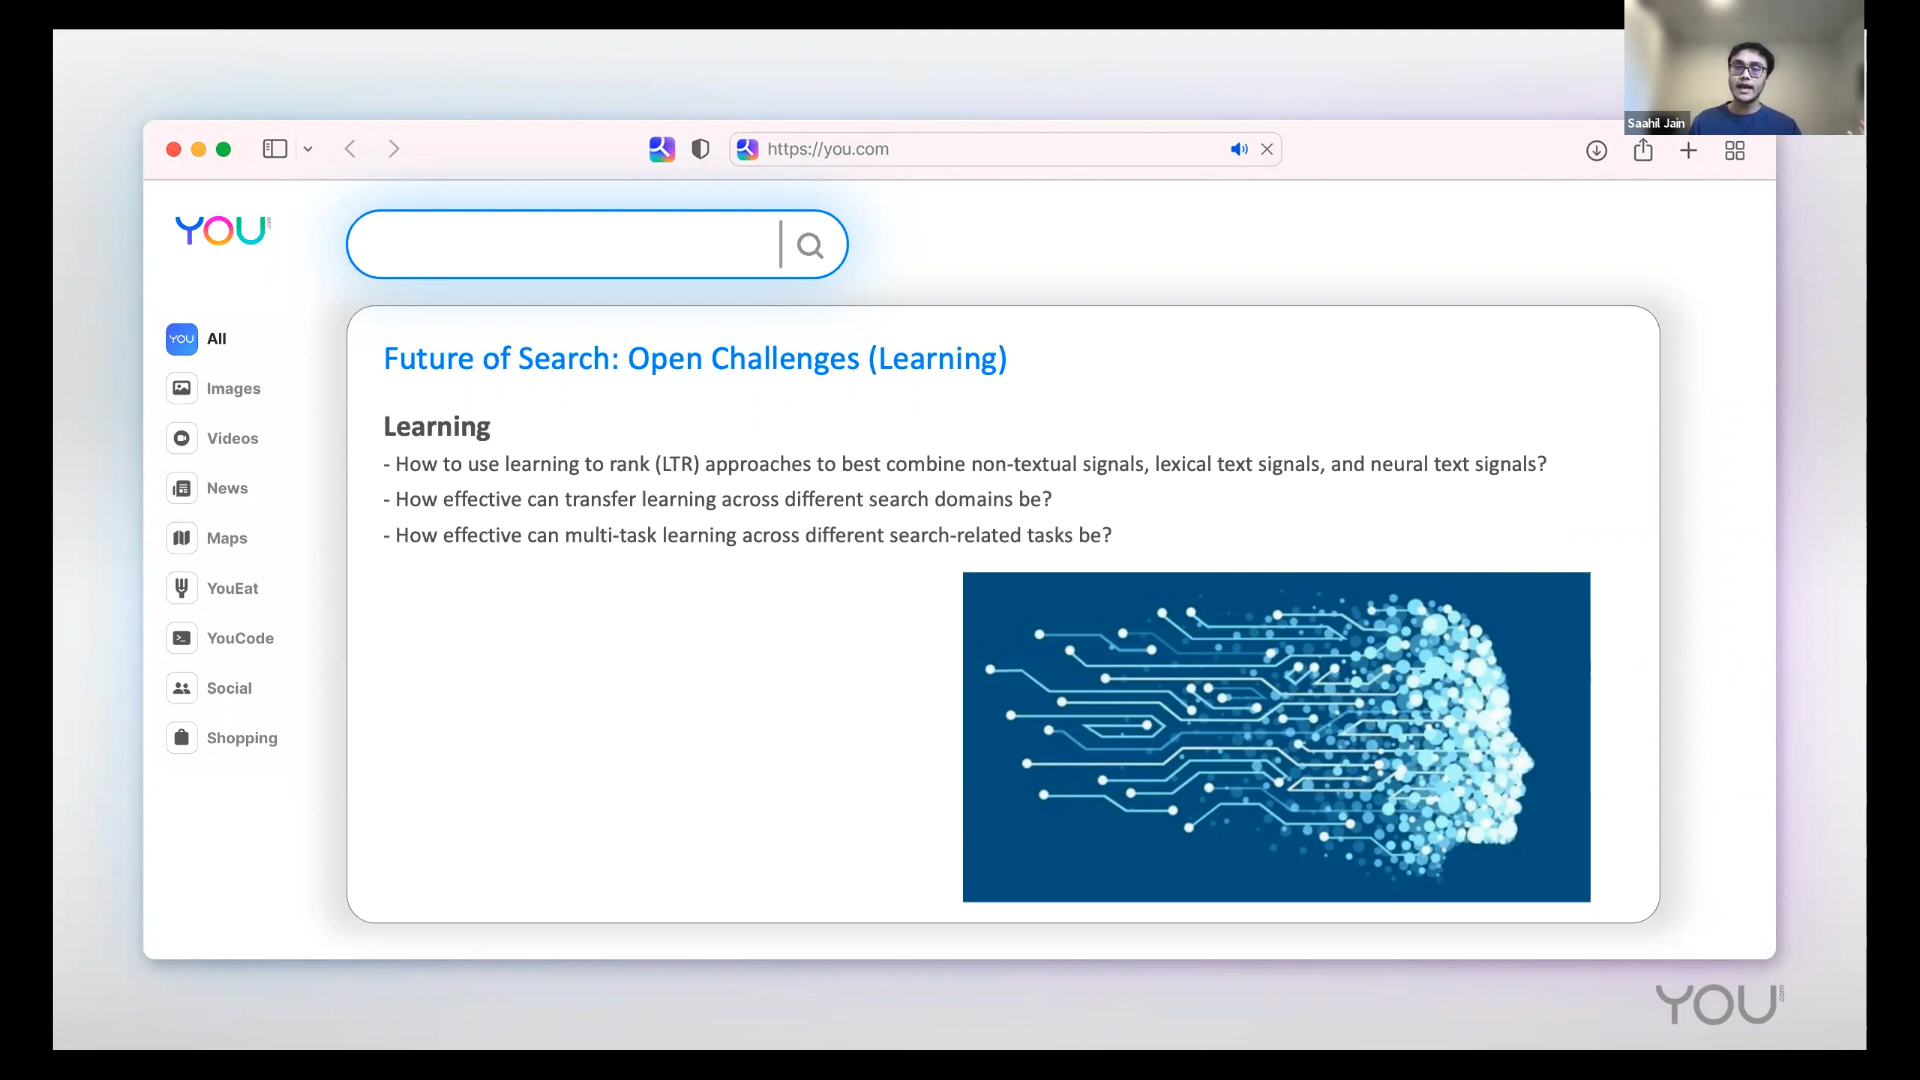 Saahil Jain
https://you.com
YOU.com
YOU All
Images
Videos
News
Maps
YouEat
YouCode
Social
Shopping
Future of Search: Open Challenges (Learning)
Learning
- How to use learning to rank (LTR) approaches to best combine non-textual signals, lexical text signals, and neural text signals?
- How effective can transfer learning across different search domains be?
- How effective can multi-task learning across different search-related tasks be?
YOU.com